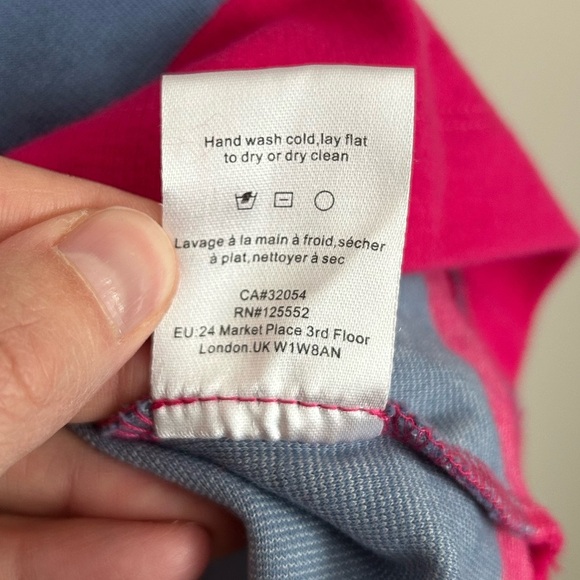 Hand wash cold,lay flat
to dry or dry clean
Lavage à la main à froid,sécher
à plat,nettoyer à sec
CA#32054
RN#125552
EU:24 Market Place 3rd Floor
London.UK W1W8AN